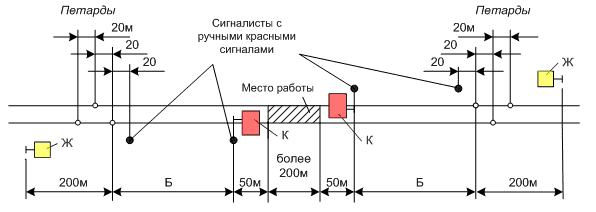 Петарды
20м
20
20
Сигналисты с
ручными красными
сигналами
Петарды
20м
20
20
Место работы
Ж
Ж
К
К
200м
Б
50м
более
200м
50м
Б
200м